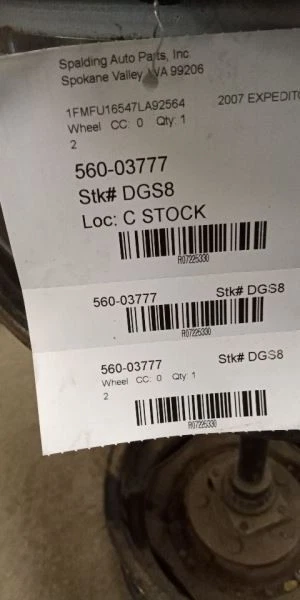 Spalding Auto Parts, Inc.
Spokane Valley, WA 99206
1FMFU16547LA92564 2007 EXPEDITO
Wheel CC: 0 Qty: 1
2
560-03777
Stk# DGS8
Loc: C STOCK
R07225330
560-03777 Stk# DGS8
R07225330
560-03777 Stk# DGS8
Wheel CC: 0 Qty: 1
2
R07225330